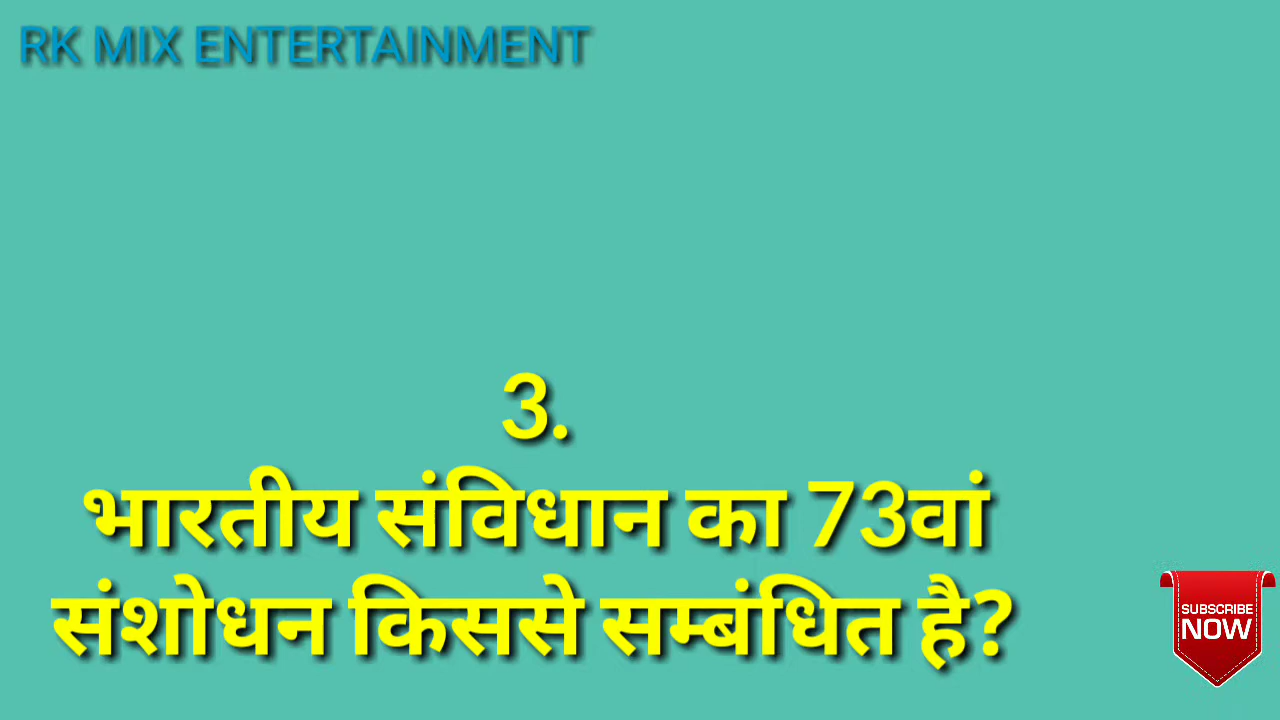 RK MIX ENTERTAINMENT
3.
भारतीय संविधान का 73वां
संशोधन किससे सम्बंधित है?
SUBSCRIBE
NOW